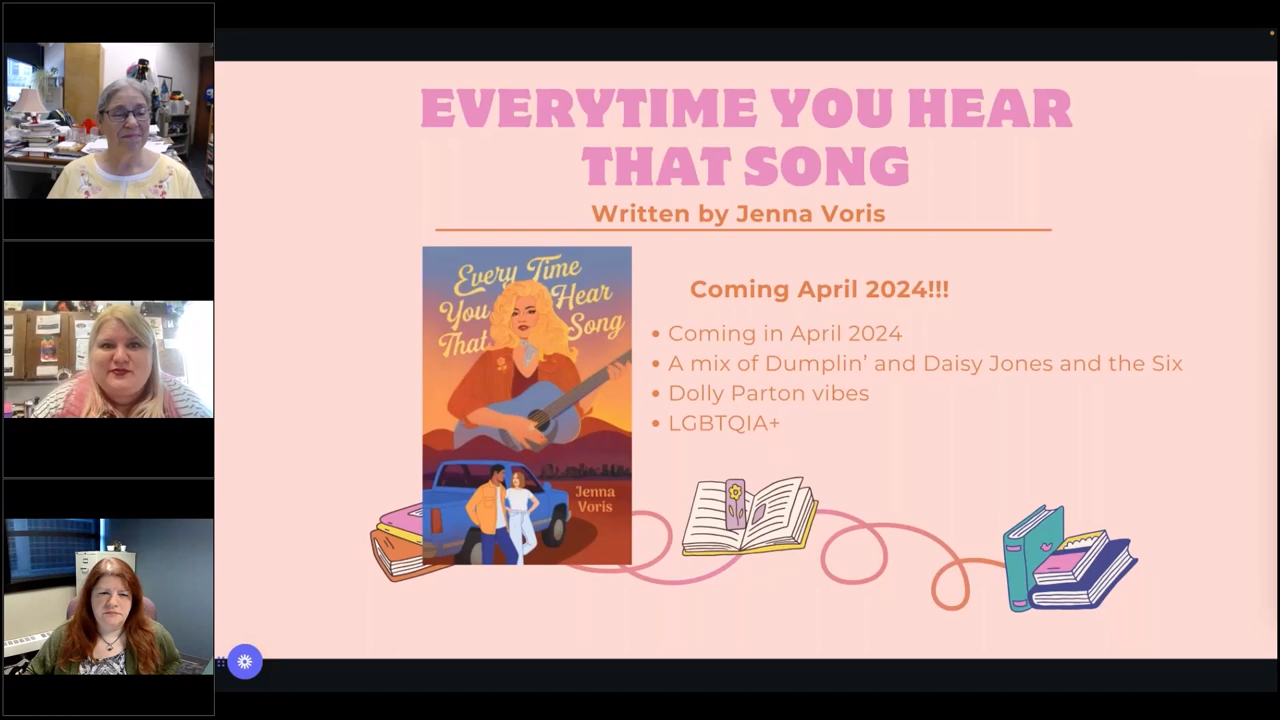 EVERYTIME YOU HEAR
THAT SONG
Written by Jenna Voris
Every Time
You Hear
That Song
Jenna
Voris
Coming April 2024!!!
• Coming in April 2024
• A mix of Dumplin’ and Daisy Jones and the Six
• Dolly Parton vibes
• LGBTQIA+